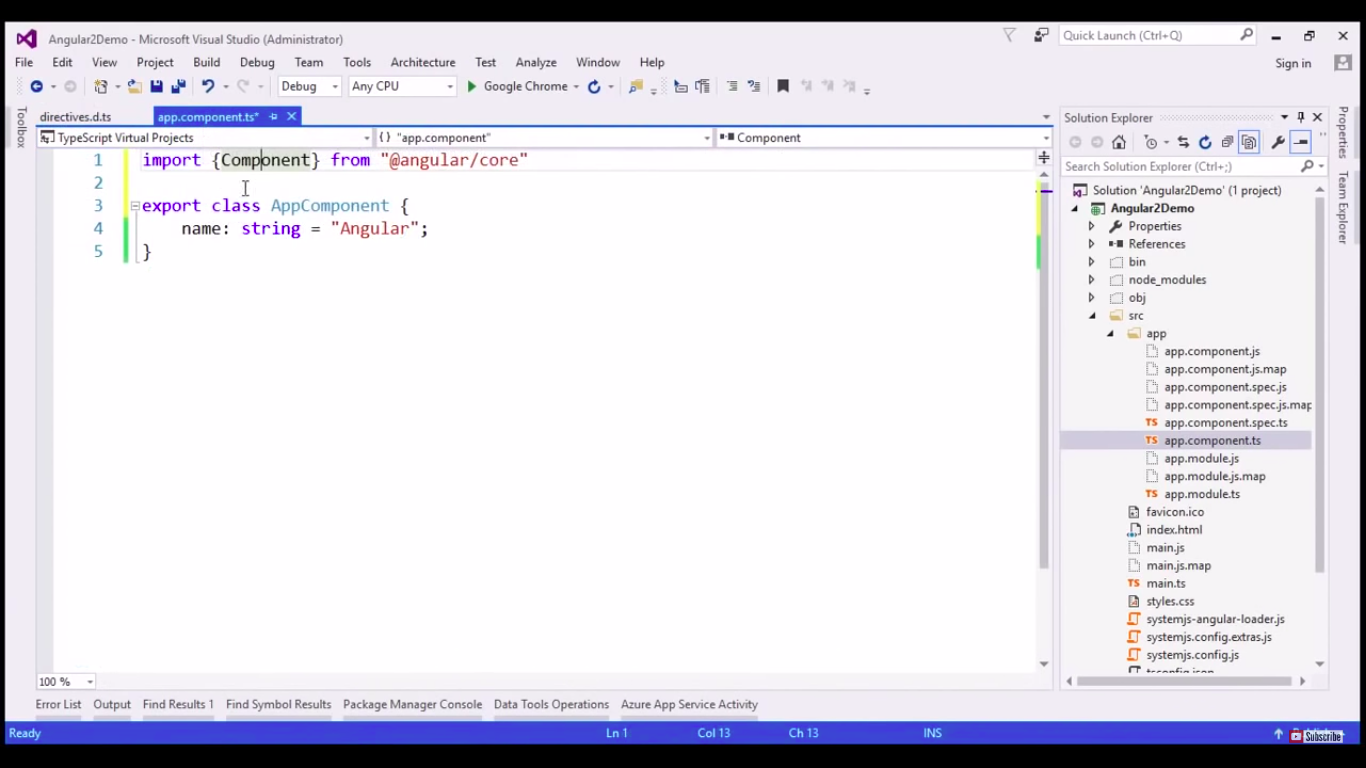 Angular2Demo - Microsoft Visual Studio (Administrator)
Quick Launch (Ctrl+Q)
File Edit View Project Build Debug Team Tools Architecture Test Analyze Window Help
Sign in
Debug Any CPU Google Chrome
Toolbox
directives.d.ts app.component.ts*
TypeScript Virtual Projects {} "app.component" Component
1 import {Component} from "@angular/core"
2
3 export class AppComponent {
4 name: string = "Angular";
5 }
100 %
Solution Explorer
Search Solution Explorer (Ctrl+;)
Solution 'Angular2Demo' (1 project)
Angular2Demo
Properties
References
bin
node_modules
obj
src
app
app.component.js
app.component.js.map
app.component.spec.js
app.component.spec.js.map
app.component.spec.ts
TS app.component.ts
app.module.js
app.module.js.map
TS app.module.ts
favicon.ico
index.html
main.js
main.js.map
TS main.ts
styles.css
systemjs-angular-loader.js
systemjs.config.extras.js
systemjs.config.js
tsconfig.json
Properties
Team Explorer
Error List Output Find Results 1 Find Symbol Results Package Manager Console Data Tools Operations Azure App Service Activity
Ready Ln 1 Col 13 Ch 13 INS
Subscribe